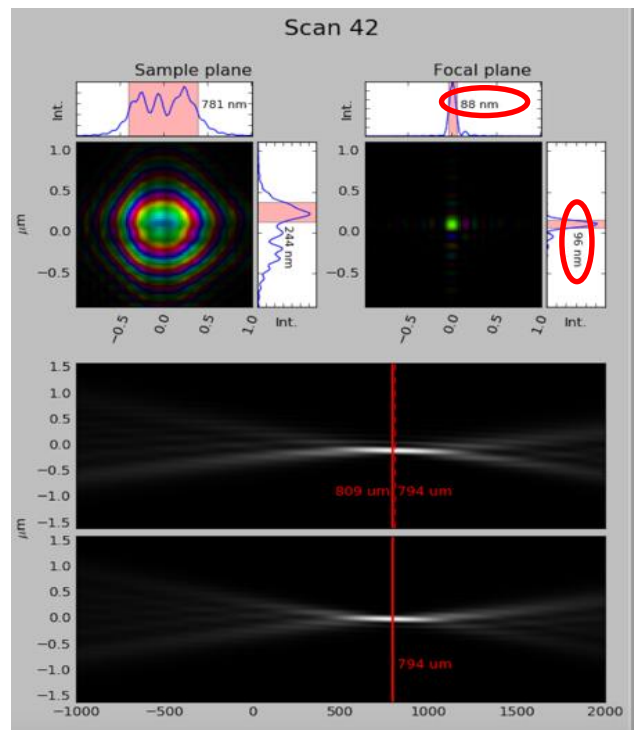 Scan 42
Sample plane
Int.
781 nm
μm
1.0
0.5
0.0
−0.5
−0.5
0.0
0.5
1.0
244 nm
Int.
Focal plane
Int.
88 nm
1.0
0.5
0.0
−0.5
−0.5
0.0
0.5
1.0
96 nm
Int.
μm
1.5
1.0
0.5
0.0
−0.5
−1.0
−1.5
809 um
794 um
1.5
1.0
0.5
0.0
−0.5
−1.0
−1.5
794 um
−1000
−500
0
500
1000
1500
2000